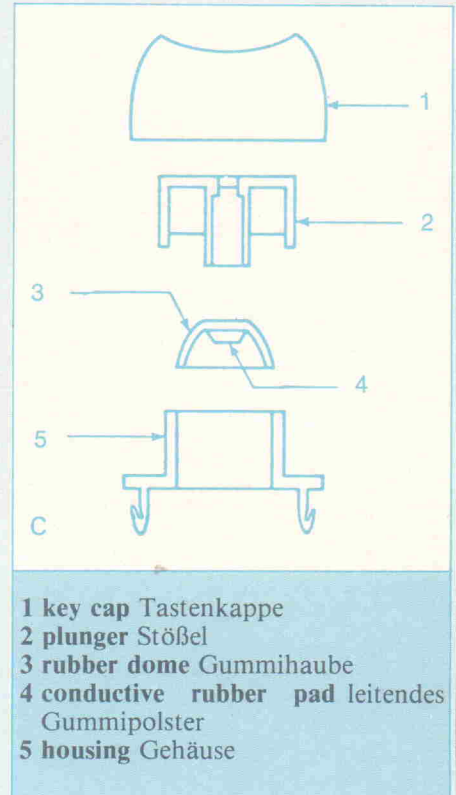 1
2
3
4
5
C
1 key cap Tastenkappe
2 plunger Stößel
3 rubber dome Gummihaube
4 conductive rubber pad leitendes
Gummipolster
5 housing Gehäuse